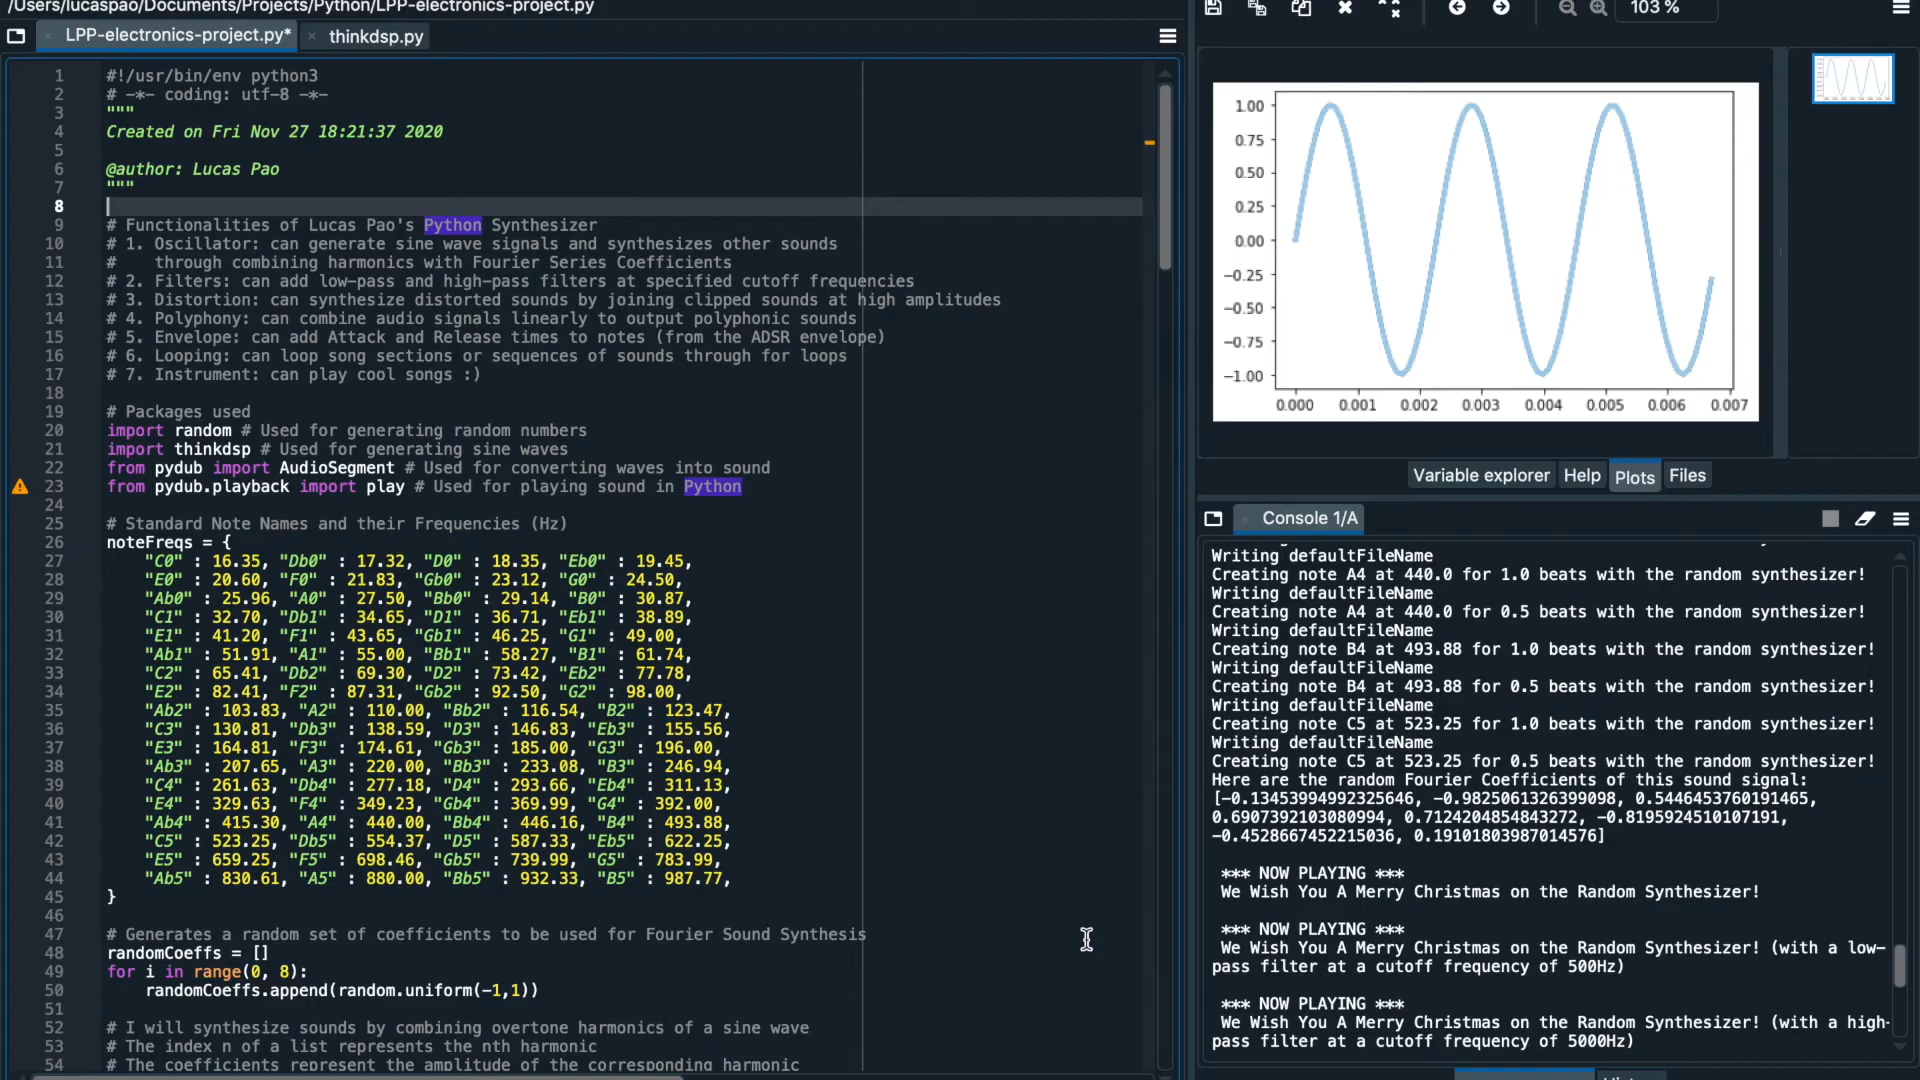 /Users/lucaspao/Documents/Projects/Python/LPP-electronics-project.py
LPP-electronics-project.py*
thinkdsp.py
1 #!/usr/bin/env python3
2 # -*- coding: utf-8 -*-
3 """
4 Created on Fri Nov 27 18:21:37 2020
5
6 @author: Lucas Pao
7 """
8
9 # Functionalities of Lucas Pao's Python Synthesizer
10 # 1. Oscillator: can generate sine wave signals and synthesizes other sounds
11 #    through combining harmonics with Fourier Series Coefficients
12 # 2. Filters: can add low-pass and high-pass filters at specified cutoff frequencies
13 # 3. Distortion: can synthesize distorted sounds by joining clipped sounds at high amplitudes
14 # 4. Polyphony: can combine audio signals linearly to output polyphonic sounds
15 # 5. Envelope: can add Attack and Release times to notes (from the ADSR envelope)
16 # 6. Looping: can loop song sections or sequences of sounds through for loops
17 # 7. Instrument: can play cool songs :)
18
19 # Packages used
20 import random # Used for generating random numbers
21 import thinkdsp # Used for generating sine waves
22 from pydub import AudioSegment # Used for converting waves into sound
23 from pydub.playback import play # Used for playing sound in Python
24
25 # Standard Note Names and their Frequencies (Hz)
26 noteFreqs = {
27     "C0" : 16.35, "Db0" : 17.32, "D0" : 18.35, "Eb0" : 19.45,
28     "E0" : 20.60, "F0" : 21.83, "Gb0" : 23.12, "G0" : 24.50,
29     "Ab0" : 25.96, "A0" : 27.50, "Bb0" : 29.14, "B0" : 30.87,
30     "C1" : 32.70, "Db1" : 34.65, "D1" : 36.71, "Eb1" : 38.89,
31     "E1" : 41.20, "F1" : 43.65, "Gb1" : 46.25, "G1" : 49.00,
32     "Ab1" : 51.91, "A1" : 55.00, "Bb1" : 58.27, "B1" : 61.74,
33     "C2" : 65.41, "Db2" : 69.30, "D2" : 73.42, "Eb2" : 77.78,
34     "E2" : 82.41, "F2" : 87.31, "Gb2" : 92.50, "G2" : 98.00,
35     "Ab2" : 103.83, "A2" : 110.00, "Bb2" : 116.54, "B2" : 123.47,
36     "C3" : 130.81, "Db3" : 138.59, "D3" : 146.83, "Eb3" : 155.56,
37     "E3" : 164.81, "F3" : 174.61, "Gb3" : 185.00, "G3" : 196.00,
38     "Ab3" : 207.65, "A3" : 220.00, "Bb3" : 233.08, "B3" : 246.94,
39     "C4" : 261.63, "Db4" : 277.18, "D4" : 293.66, "Eb4" : 311.13,
40     "E4" : 329.63, "F4" : 349.23, "Gb4" : 369.99, "G4" : 392.00,
41     "Ab4" : 415.30, "A4" : 440.00, "Bb4" : 446.16, "B4" : 493.88,
42     "C5" : 523.25, "Db5" : 554.37, "D5" : 587.33, "Eb5" : 622.25,
43     "E5" : 659.25, "F5" : 698.46, "Gb5" : 739.99, "G5" : 783.99,
44     "Ab5" : 830.61, "A5" : 880.00, "Bb5" : 932.33, "B5" : 987.77,
45 }
46
47 # Generates a random set of coefficients to be used for Fourier Sound Synthesis
48 randomCoeffs = []
49 for i in range(0, 8):
50     randomCoeffs.append(random.uniform(-1,1))
51
52 # I will synthesize sounds by combining overtone harmonics of a sine wave
53 # The index n of a list represents the nth harmonic
54 # The coefficients represent the amplitude of the corresponding harmonic
103 %
1.00
0.75
0.50
0.25
0.00
−0.25
−0.50
−0.75
−1.00
0.000 0.001 0.002 0.003 0.004 0.005 0.006 0.007
Variable explorer Help Plots Files
Console 1/A
Writing defaultFileName
Creating note A4 at 440.0 for 1.0 beats with the random synthesizer!
Writing defaultFileName
Creating note A4 at 440.0 for 0.5 beats with the random synthesizer!
Writing defaultFileName
Creating note B4 at 493.88 for 1.0 beats with the random synthesizer!
Writing defaultFileName
Creating note B4 at 493.88 for 0.5 beats with the random synthesizer!
Writing defaultFileName
Creating note C5 at 523.25 for 1.0 beats with the random synthesizer!
Writing defaultFileName
Creating note C5 at 523.25 for 0.5 beats with the random synthesizer!
Here are the random Fourier Coefficients of this sound signal:
[-0.13453994992325646, -0.9825061326399098, 0.5446453760191465,
0.6907392103080994, 0.7124204854843272, -0.8195924510107191,
-0.4528667452215036, 0.19101803987014576]
*** NOW PLAYING ***
We Wish You A Merry Christmas on the Random Synthesizer!
*** NOW PLAYING ***
We Wish You A Merry Christmas on the Random Synthesizer! (with a low-
pass filter at a cutoff frequency of 500Hz)
*** NOW PLAYING ***
We Wish You A Merry Christmas on the Random Synthesizer! (with a high-
pass filter at a cutoff frequency of 5000Hz)